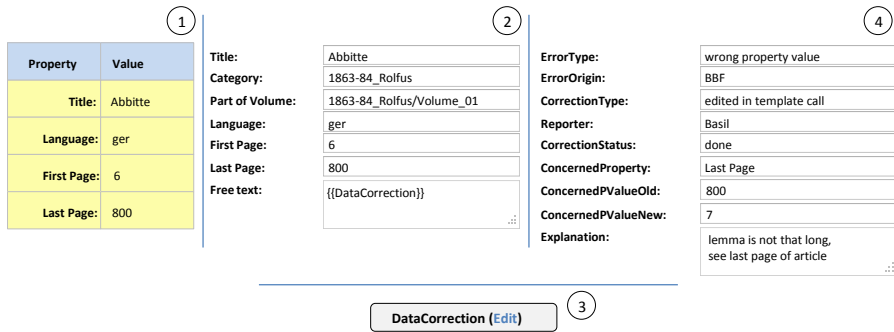 1
Property Value
Title: Abbitte
Language: ger
First Page: 6
Last Page: 800
2
Title: Abbitte
Category: 1863-84_Rolfus
Part of Volume: 1863-84_Rolfus/Volume_01
Language: ger
First Page: 6
Last Page: 800
Free text: {{DataCorrection}}
4
ErrorType: wrong property value
ErrorOrigin: BBF
CorrectionType: edited in template call
Reporter: Basil
CorrectionStatus: done
ConcernedProperty: Last Page
ConcernedPValueOld: 800
ConcernedPValueNew: 7
Explanation: lemma is not that long,
see last page of article
3
DataCorrection (Edit)